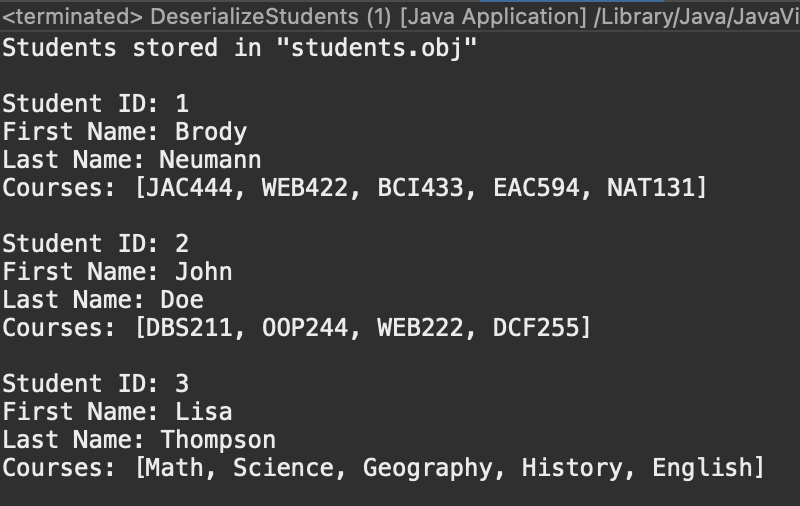 <terminated> DeserializeStudents (1) [Java Application] /Library/Java/JavaVi
Students stored in "students.obj"
Student ID: 1
First Name: Brody
Last Name: Neumann
Courses: [JAC444, WEB422, BCI433, EAC594, NAT131]
Student ID: 2
First Name: John
Last Name: Doe
Courses: [DBS211, OOP244, WEB222, DCF255]
Student ID: 3
First Name: Lisa
Last Name: Thompson
Courses: [Math, Science, Geography, History, English]